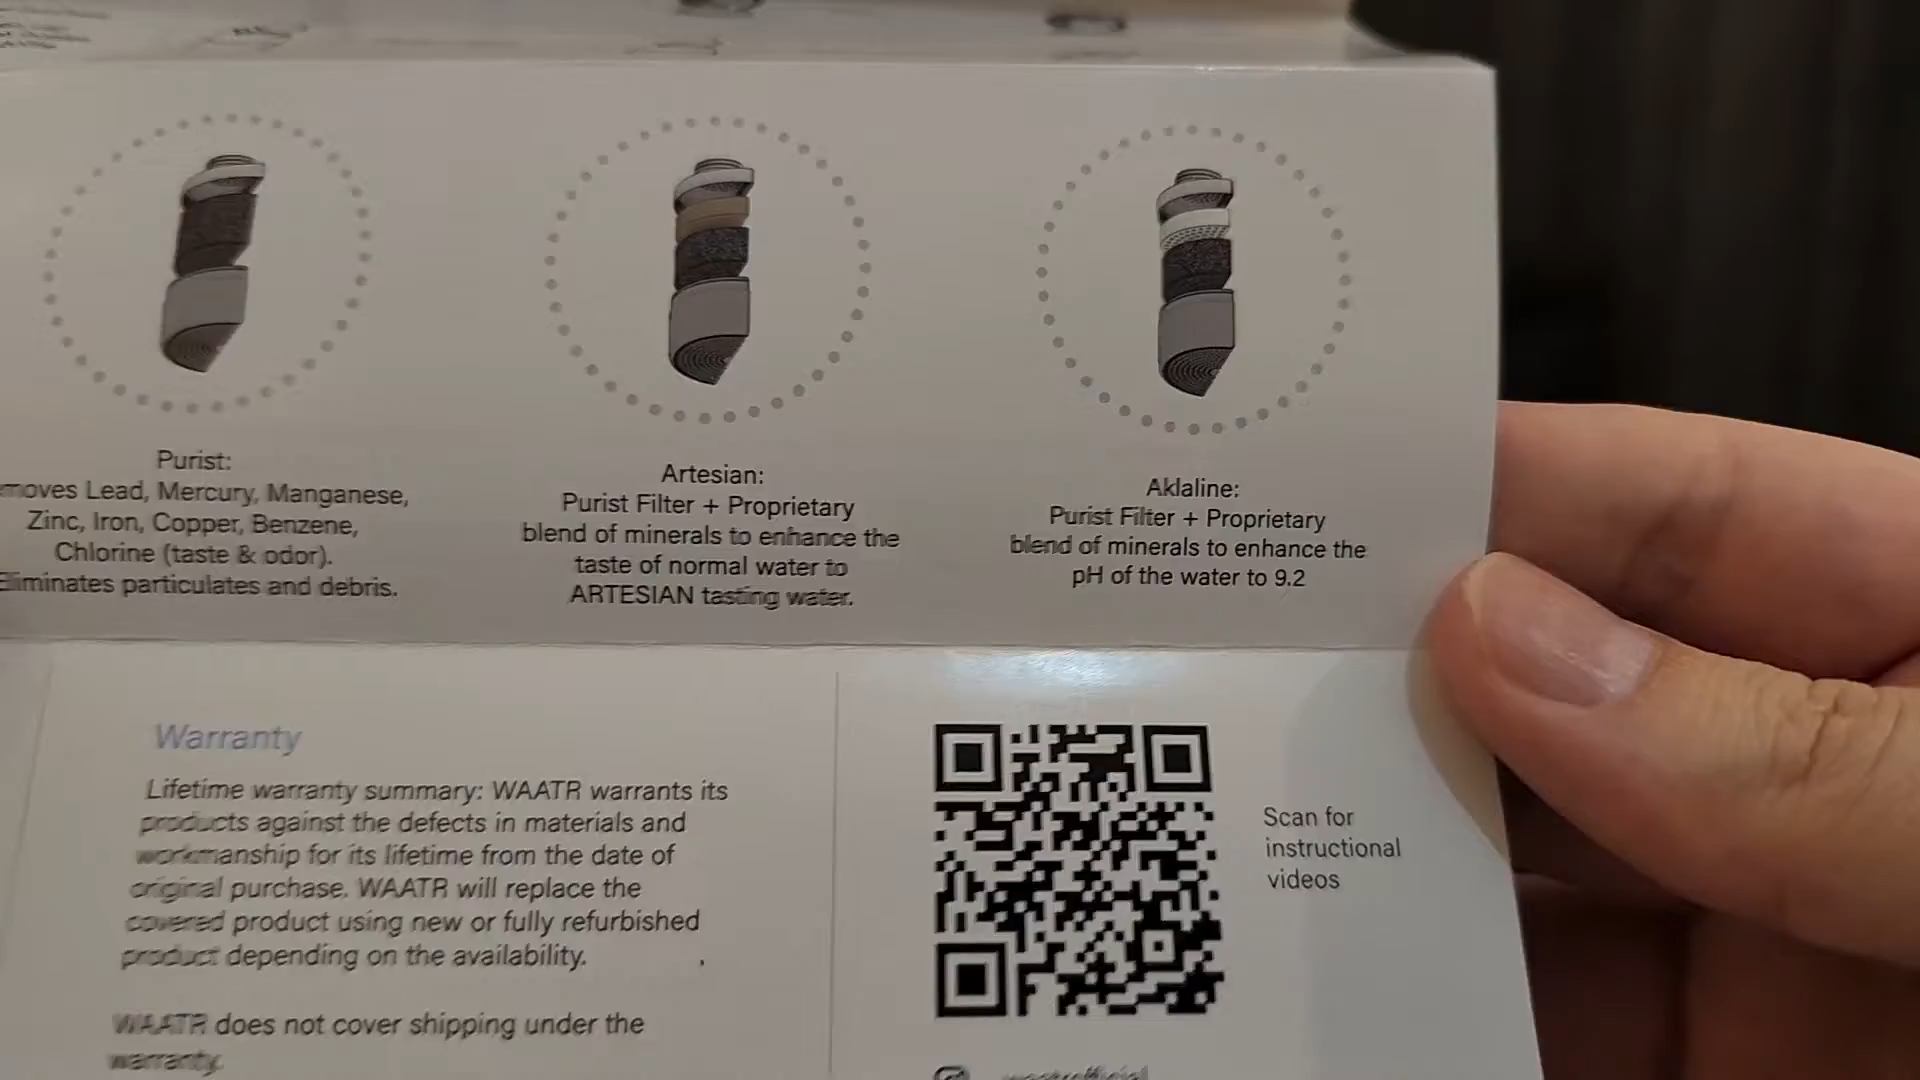 Purist:
moves Lead, Mercury, Manganese,
Zinc, Iron, Copper, Benzene,
Chlorine (taste & odor).
Eliminates particulates and debris.
Artesian:
Purist Filter + Proprietary
blend of minerals to enhance the
taste of normal water to
ARTESIAN tasting water.
Aklaline:
Purist Filter + Proprietary
blend of minerals to enhance the
pH of the water to 9.2
Warranty
Lifetime warranty summary: WAATR warrants its
products against the defects in materials and
workmanship for its lifetime from the date of
original purchase. WAATR will replace the
covered product using new or fully refurbished
product depending on the availability.
WAATR does not cover shipping under the
warranty.
Scan for
instructional
videos